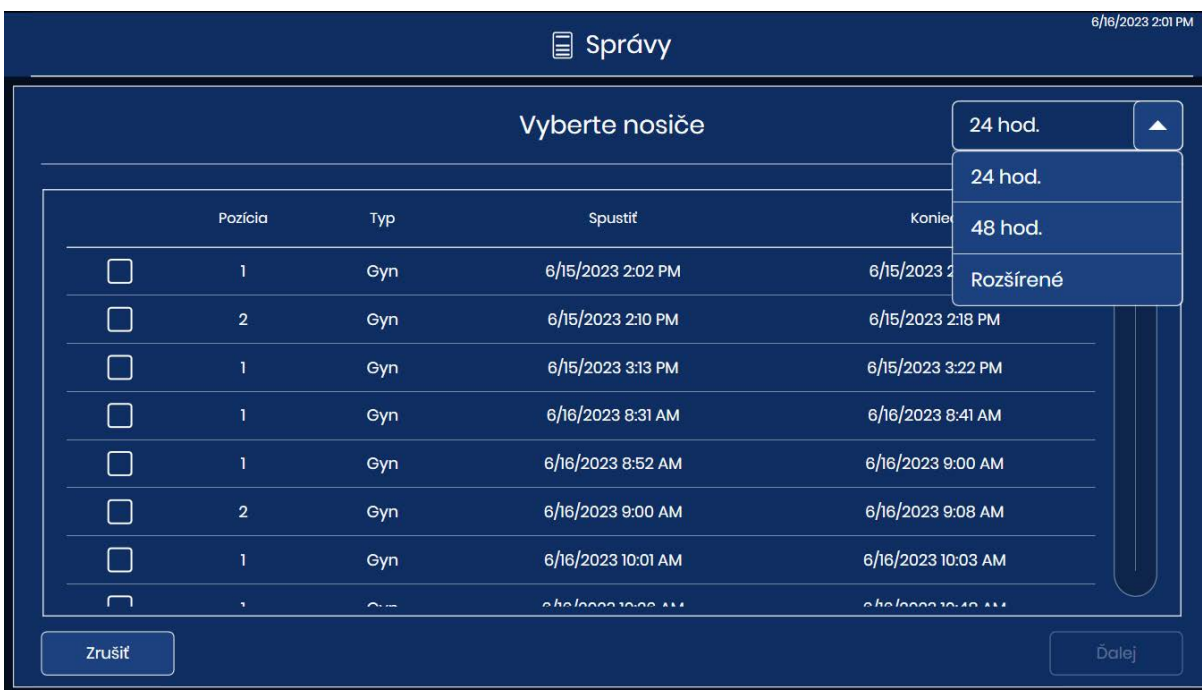 6/16/2023 2:01 PM
Správy
Vyberte nosiče
24 hod.
24 hod.
48 hod.
Rozšírené
Pozícia Typ Spustiť
1 Gyn 6/15/2023 2:02 PM 6/15/2023
2 Gyn 6/15/2023 2:10 PM 6/15/2023 2:18 PM
1 Gyn 6/15/2023 3:13 PM 6/15/2023 3:22 PM
1 Gyn 6/16/2023 8:31 AM 6/16/2023 8:41 AM
1 Gyn 6/16/2023 8:52 AM 6/16/2023 9:00 AM
2 Gyn 6/16/2023 9:00 AM 6/16/2023 9:08 AM
1 Gyn 6/16/2023 10:01 AM 6/16/2023 10:03 AM
Zrušiť Ďalej